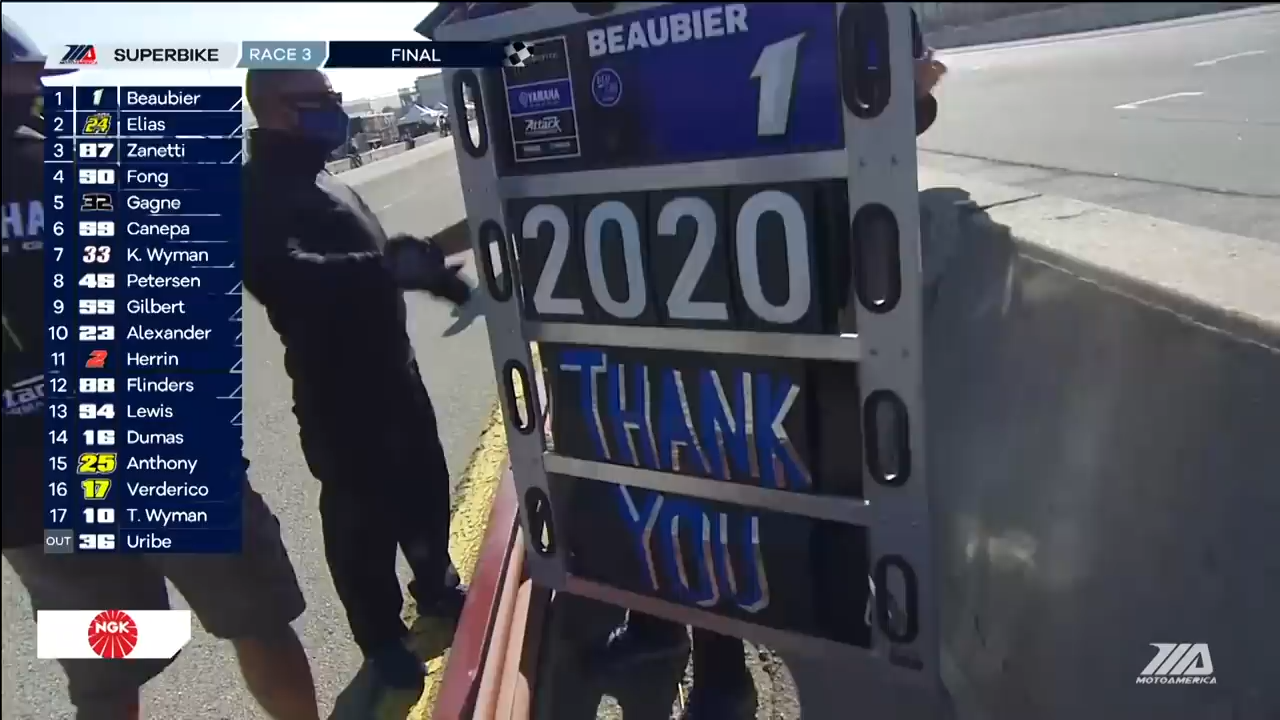 MOTOAMERICA SUPERBIKE RACE 3 FINAL
1 1 Beaubier
2 24 Elias
3 87 Zanetti
4 50 Fong
5 32 Gagne
6 59 Canepa
7 33 K. Wyman
8 45 Petersen
9 55 Gilbert
10 23 Alexander
11 2 Herrin
12 88 Flinders
13 94 Lewis
14 16 Dumas
15 25 Anthony
16 17 Verderico
17 10 T. Wyman
OUT 36 Uribe
NGK
BEAUBIER
1
YAMAHA
Attack
2020
THANK
YOU
HA
MOTOAMERICA